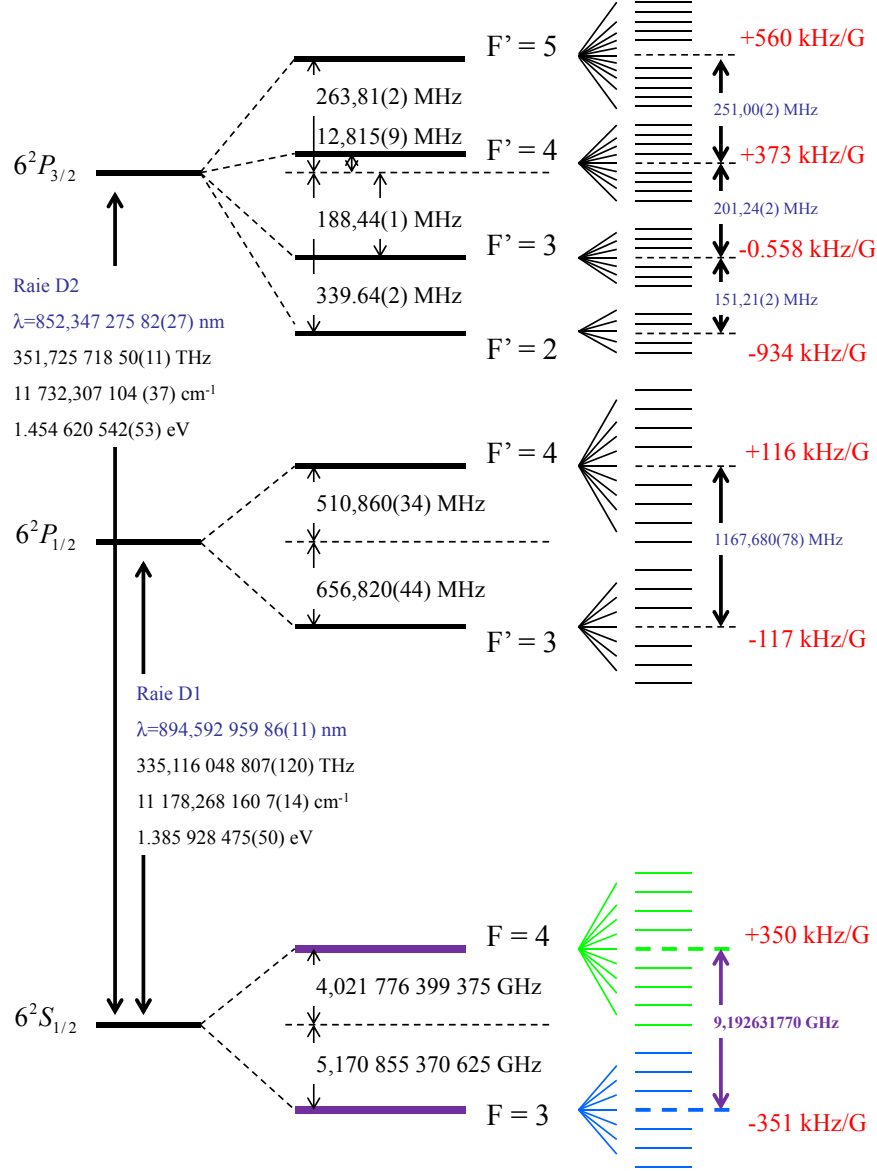 F' = 5
+560 kHz/G
263,81(2) MHz
251,00(2) MHz
12,815(9) MHz
F' = 4
+373 kHz/G
6²P₃/₂
188,44(1) MHz
201,24(2) MHz
F' = 3
-0.558 kHz/G
Raie D2
339.64(2) MHz
151,21(2) MHz
λ=852,347 275 82(27) nm
F' = 2
-934 kHz/G
351,725 718 50(11) THz
11 732,307 104 (37) cm⁻¹
1.454 620 542(53) eV
F' = 4
+116 kHz/G
510,860(34) MHz
6²P₁/₂
1167,680(78) MHz
656,820(44) MHz
F' = 3
-117 kHz/G
Raie D1
λ=894,592 959 86(11) nm
335,116 048 807(120) THz
11 178,268 160 7(14) cm⁻¹
1.385 928 475(50) eV
F = 4
+350 kHz/G
4,021 776 399 375 GHz
6²S₁/₂
9,192631770 GHz
5,170 855 370 625 GHz
F = 3
-351 kHz/G